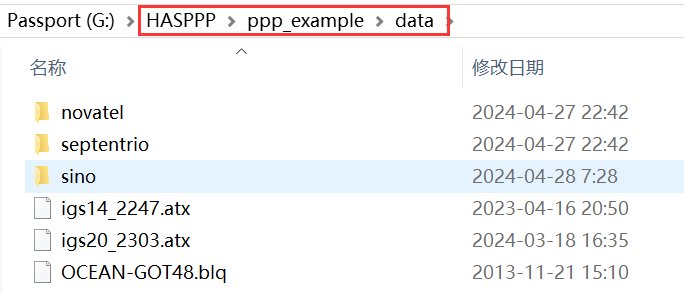 Passport (G:) > HASPPP > ppp_example > data >
名称 修改日期
novatel 2024-04-27 22:42
septentrio 2024-04-27 22:42
sino 2024-04-28 7:28
igs14_2247.atx 2023-04-16 20:50
igs20_2303.atx 2024-03-18 16:35
OCEAN-GOT48.blq 2013-11-21 15:10